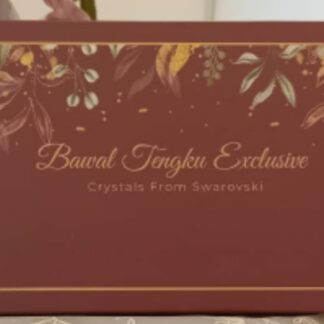 Bawal Tengku Exclusive
Crystals From Swarovski